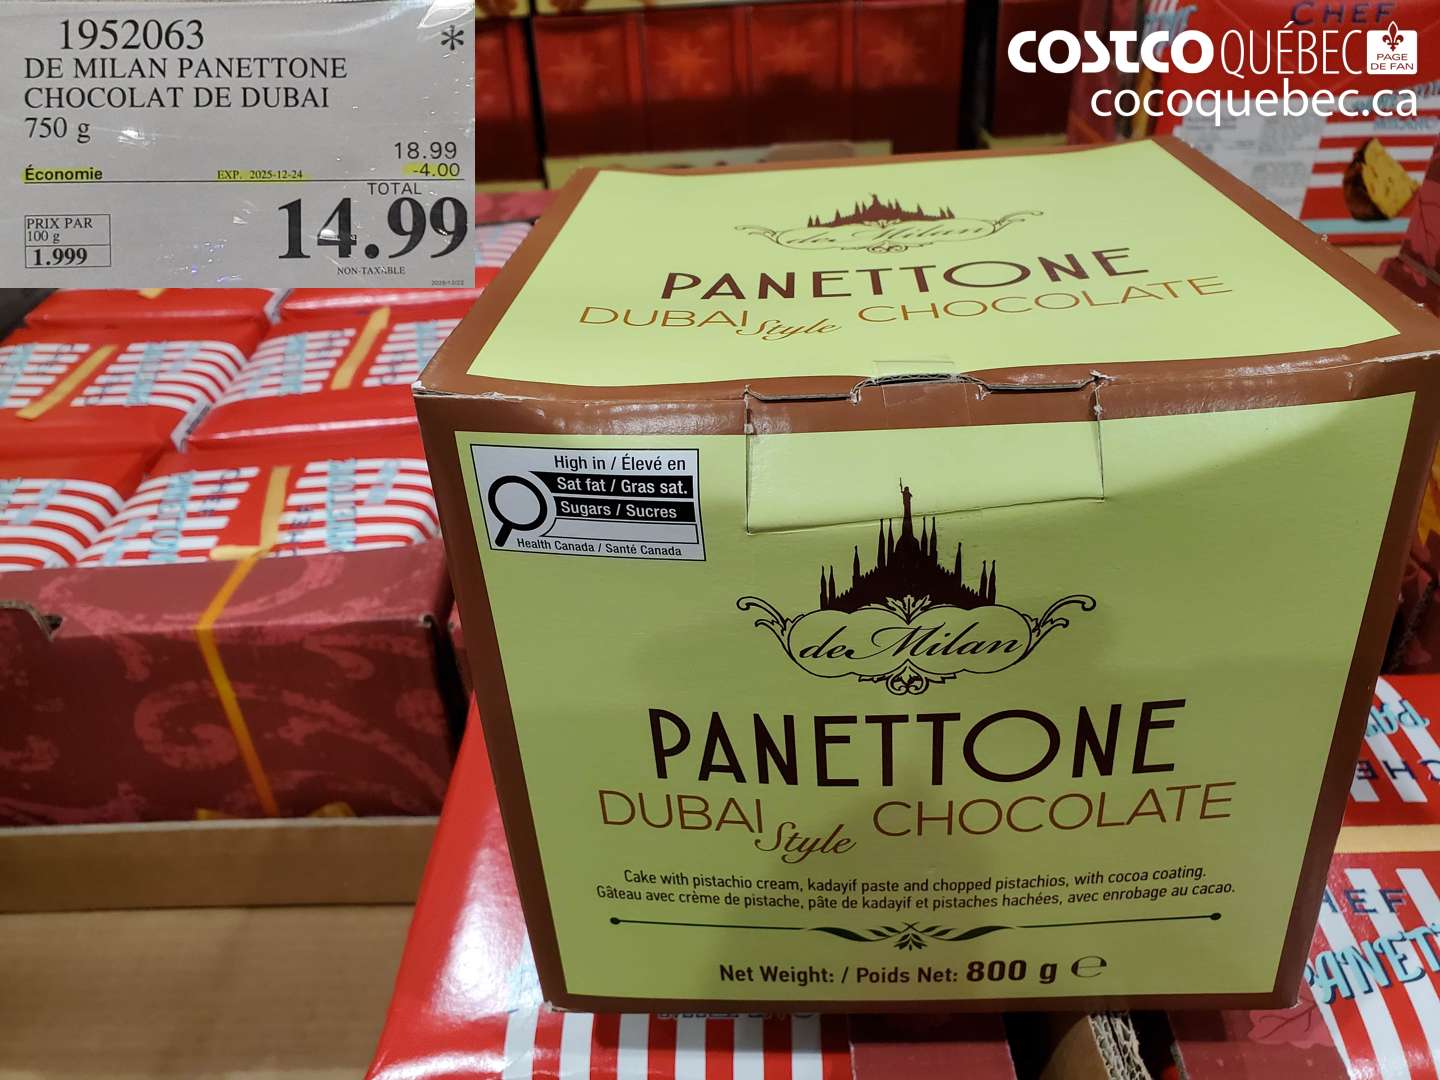 1952063 *
DE MILAN PANETTONE
CHOCOLAT DE DUBAI
750 g
18.99
Économie EXP. 2025-12-24 -4.00
TOTAL
14.99
PRIX PAR
100 g
1.999
NON-TAXABLE
COSTCO QUÉBEC PAGE
DE FAN
cocoquebec.ca
CHEF
de Milan
PANETTONE
DUBAI Style CHOCOLATE
High in / Élevé en
Sat fat / Gras sat.
Sugars / Sucres
Health Canada / Santé Canada
de Milan
PANETTONE
DUBAI Style CHOCOLATE
Cake with pistachio cream, kadayif paste and chopped pistachios, with cocoa coating.
Gâteau avec crème de pistache, pâte de kadayif et pistaches hachées, avec enrobage au cacao.
Net Weight: / Poids Net: 800 g ℮